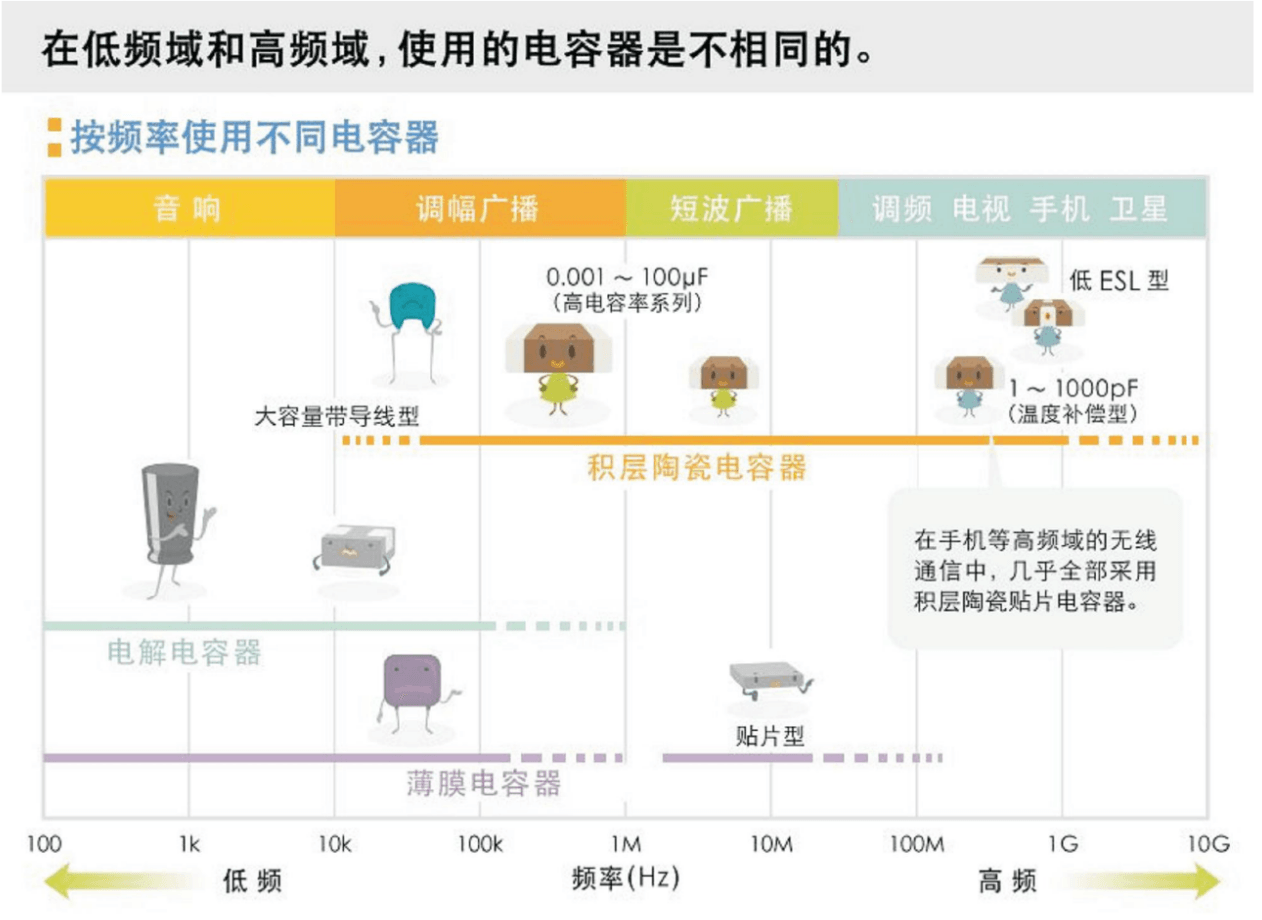 在低频域和高频域，使用的电容器是不相同的。
按频率使用不同电容器
音响 调幅广播 短波广播 调频 电视 手机 卫星
0.001～100μF
（高电容率系列）
低 ESL 型
1～1000pF
（温度补偿型）
大容量带导线型
积层陶瓷电容器
在手机等高频域的无线
通信中，几乎全部采用
积层陶瓷贴片电容器。
电解电容器
贴片型
薄膜电容器
100 1k 10k 100k 1M 10M 100M 1G 10G
低频 频率(Hz) 高频